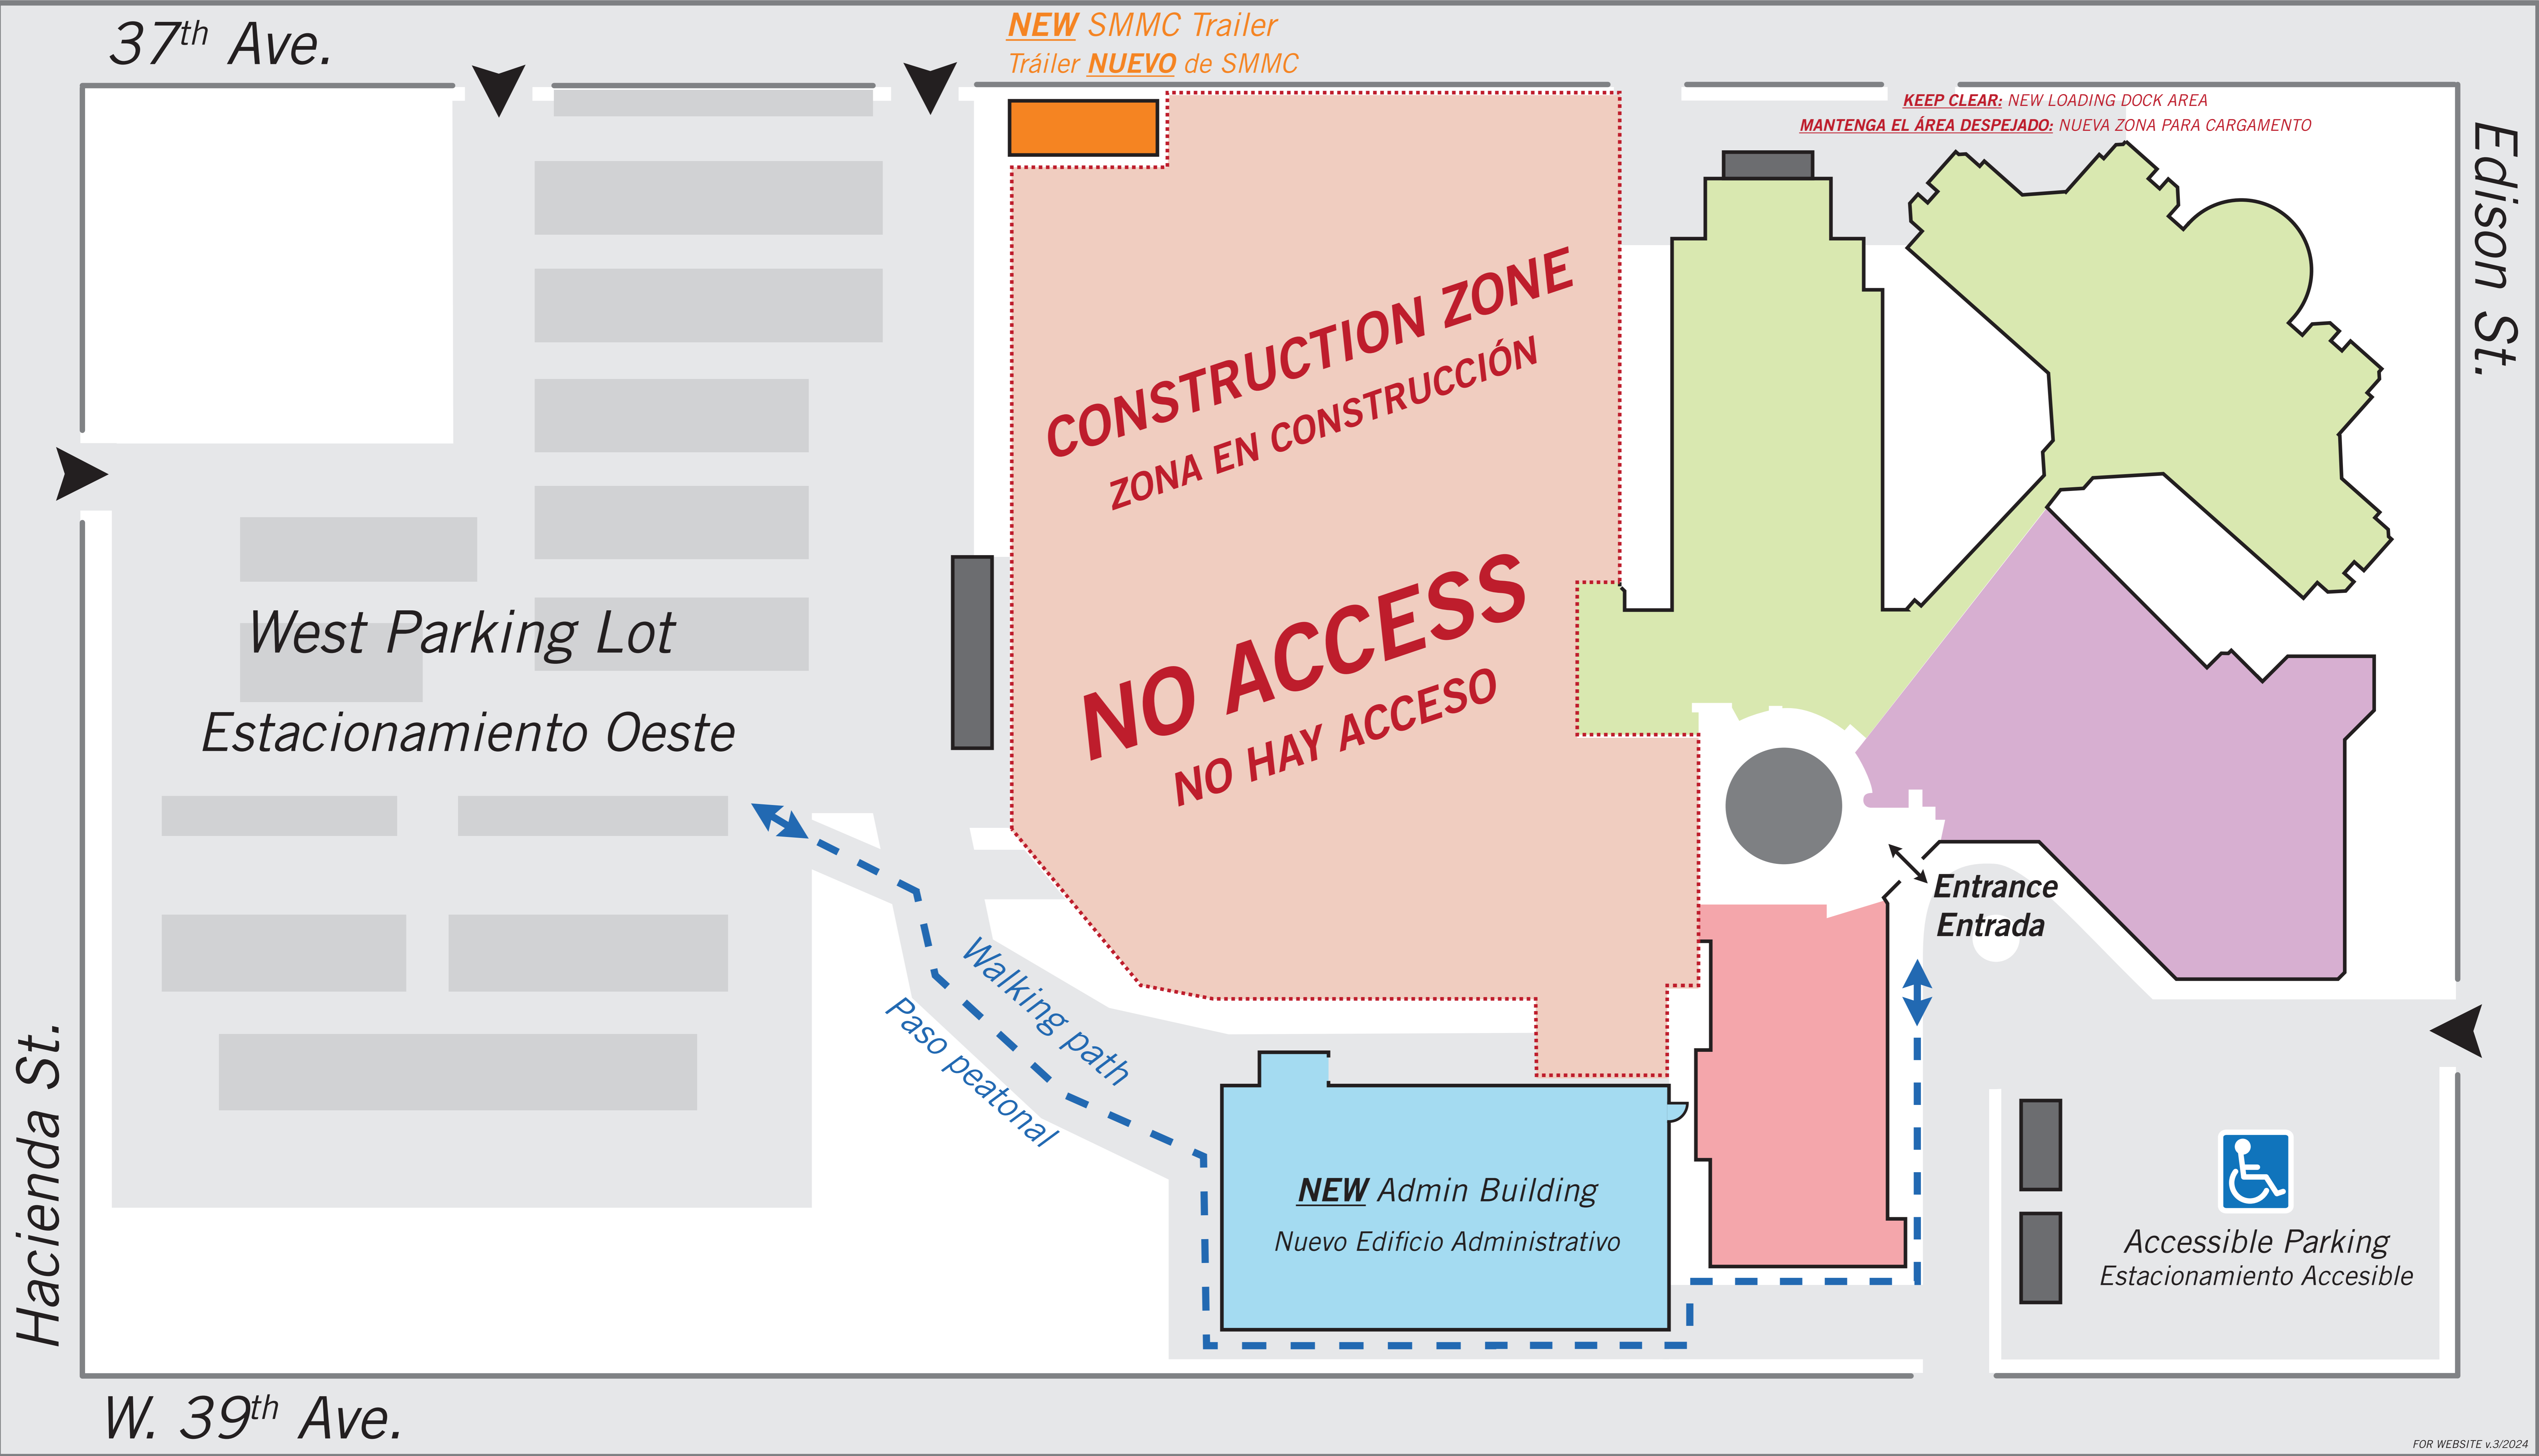 37th Ave.
NEW SMMC Trailer
Tráiler NUEVO de SMMC
KEEP CLEAR: NEW LOADING DOCK AREA
MANTENGA EL ÁREA DESPEJADO: NUEVA ZONA PARA CARGAMENTO
Edison St.
CONSTRUCTION ZONE
ZONA EN CONSTRUCCIÓN
NO ACCESS
NO HAY ACCESO
West Parking Lot
Estacionamiento Oeste
Entrance
Entrada
Walking path
Paso peatonal
Hacienda St.
NEW Admin Building
Nuevo Edificio Administrativo
Accessible Parking
Estacionamiento Accesible
W. 39th Ave.
FOR WEBSITE v.3/2024